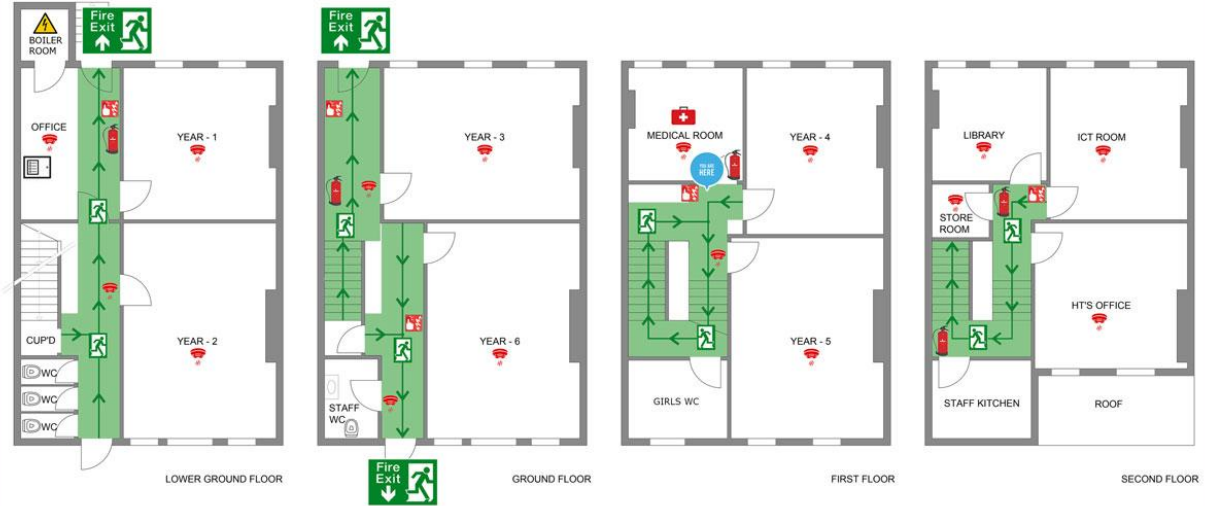 Fire
Exit
BOILER
ROOM
OFFICE
YEAR - 1
YEAR - 2
CUP'D
WC
WC
WC
LOWER GROUND FLOOR
Fire
Exit
YEAR - 3
YEAR - 6
STAFF
WC
Fire
Exit
GROUND FLOOR
MEDICAL ROOM
YEAR - 4
YOU ARE
HERE
YEAR - 5
GIRLS WC
FIRST FLOOR
LIBRARY
ICT ROOM
STORE
ROOM
HT'S OFFICE
STAFF KITCHEN
ROOF
SECOND FLOOR